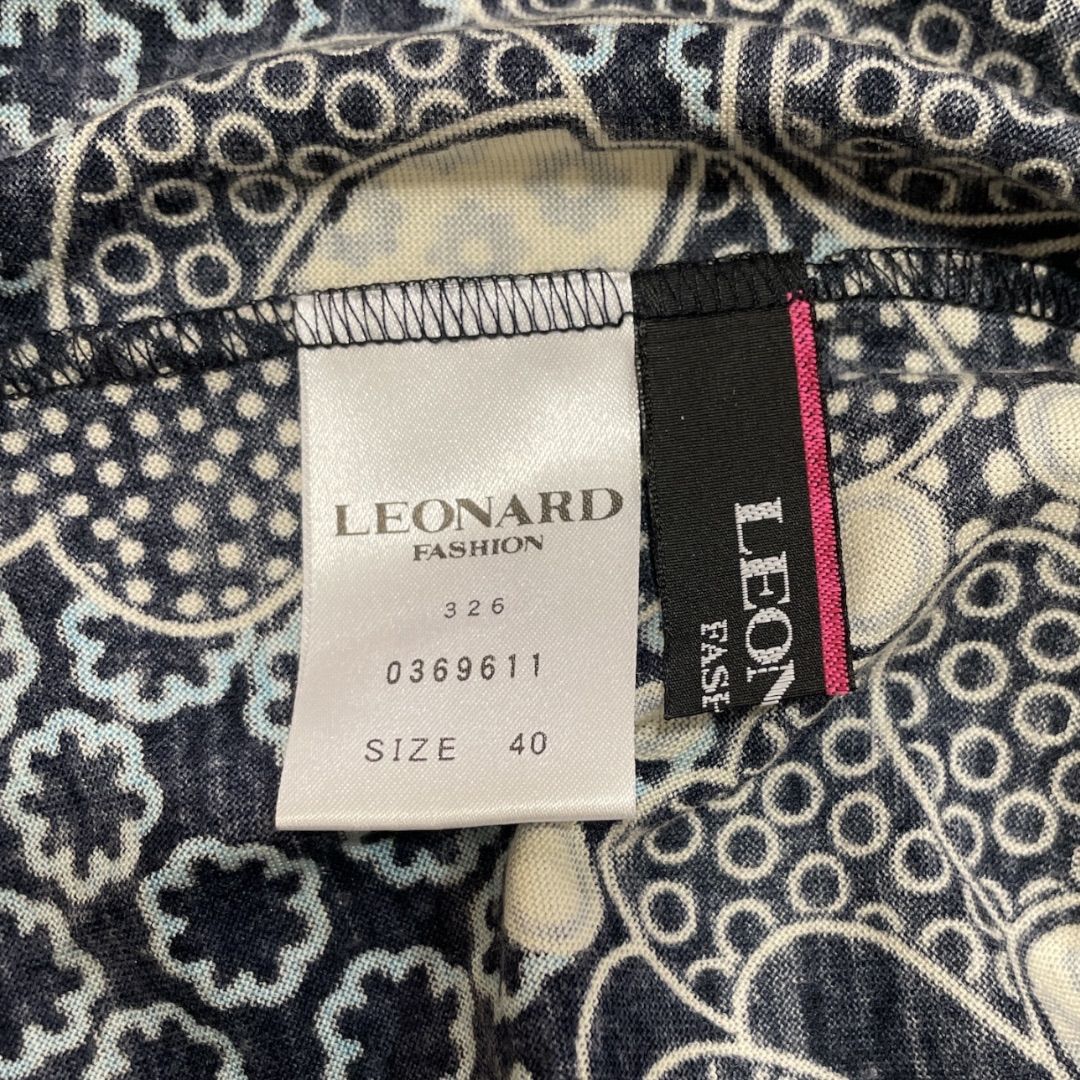 LEONARD
FASHION
326
0369611
SIZE 40
LEON
FASH